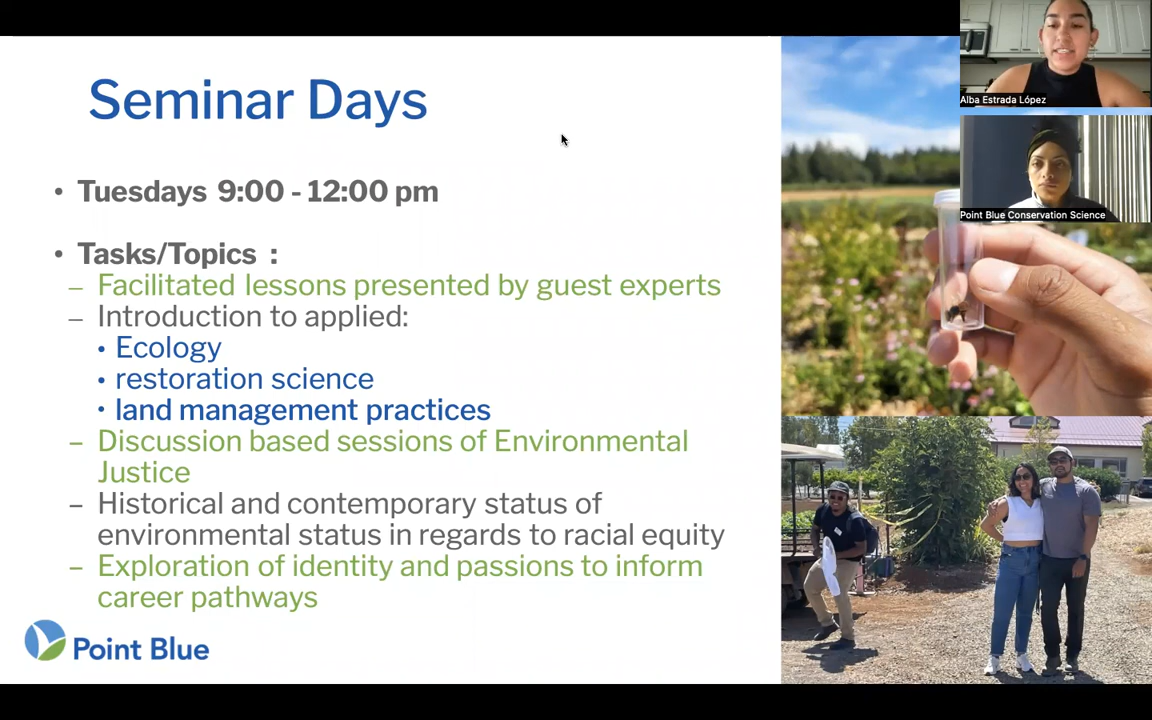 Seminar Days
• Tuesdays 9:00 - 12:00 pm
• Tasks/Topics :
– Facilitated lessons presented by guest experts
– Introduction to applied:
• Ecology
• restoration science
• land management practices
– Discussion based sessions of Environmental
Justice
– Historical and contemporary status of
environmental status in regards to racial equity
– Exploration of identity and passions to inform
career pathways
Point Blue
Alba Estrada López
Point Blue Conservation Science